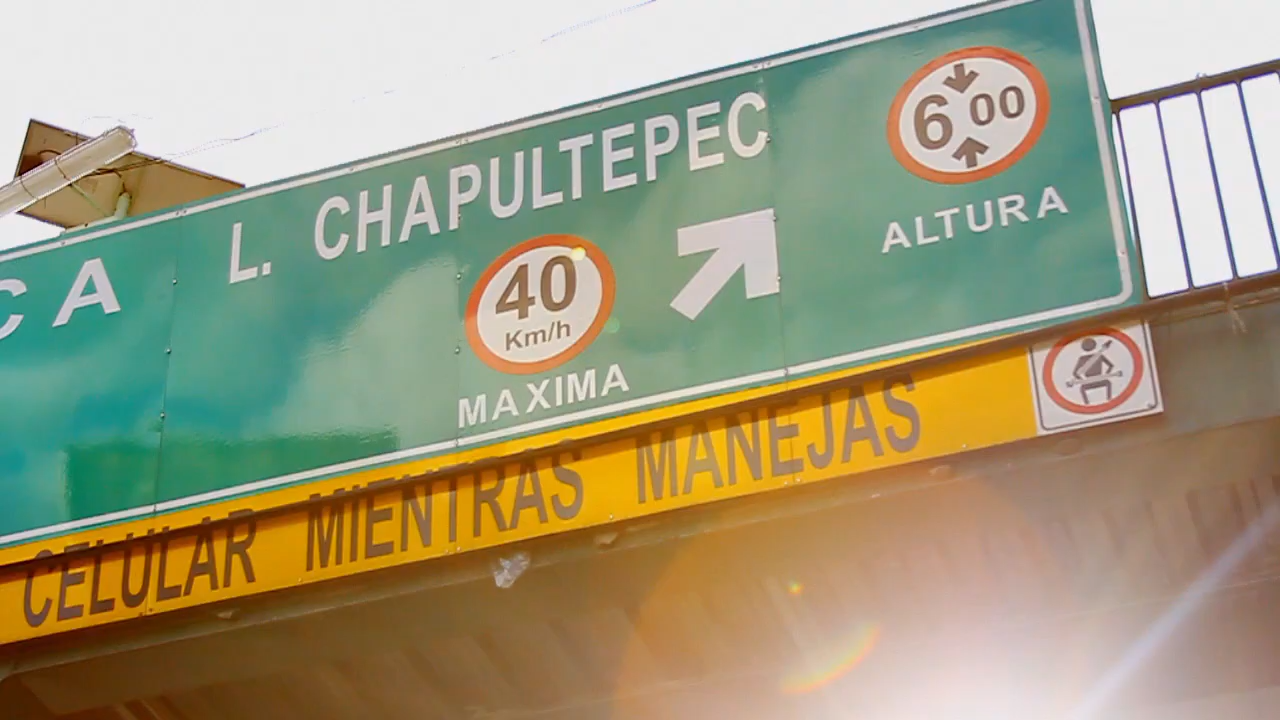 CA
L. CHAPULTEPEC
40
Km/h
MAXIMA
6 00
ALTURA
CELULAR MIENTRAS MANEJAS